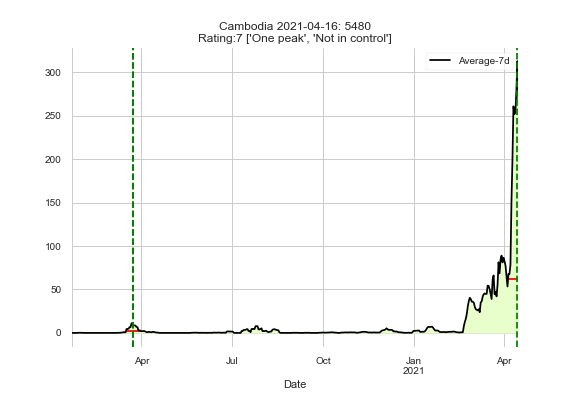 Cambodia 2021-04-16: 5480
Rating:7 ['One peak', 'Not in control']
Average-7d
300
250
200
150
100
50
0
Apr
Jul
Oct
Jan
2021
Apr
Date